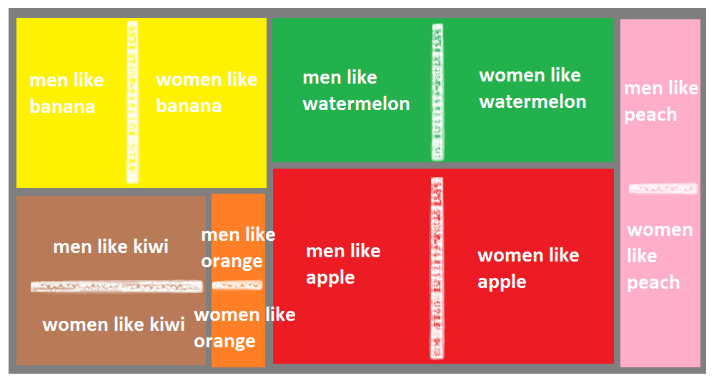 men like
banana
women like
banana
men like
watermelon
women like
watermelon
men like
peach
women
like
peach
men like kiwi
women like kiwi
men like
orange
women like
orange
men like
apple
women like
apple